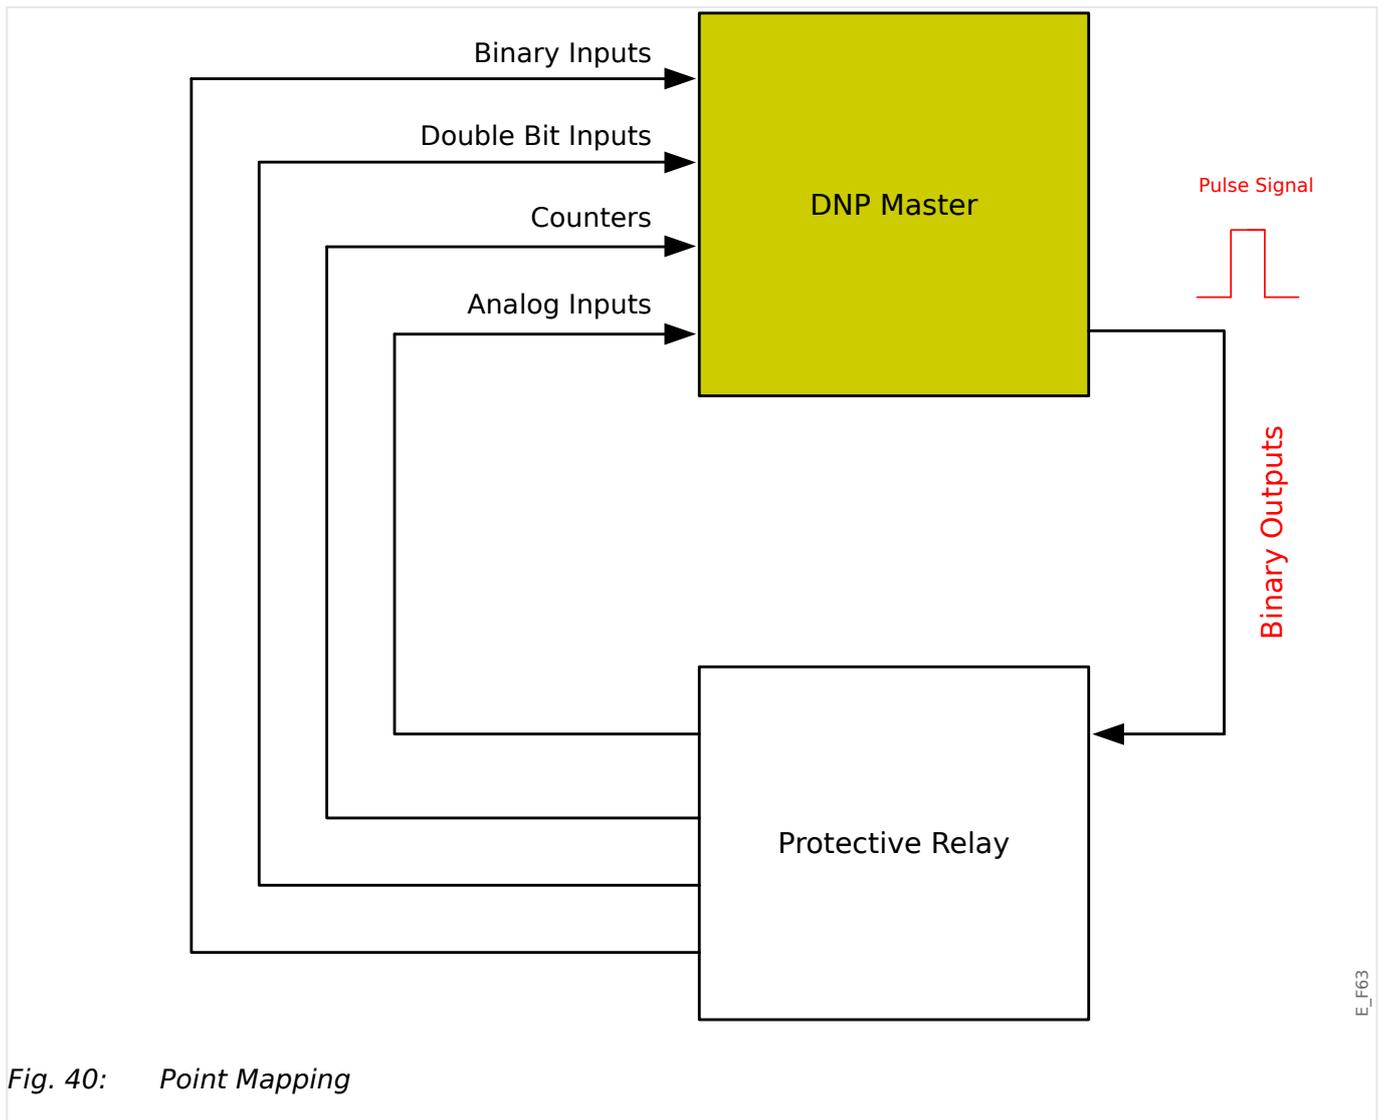 Binary Inputs
Double Bit Inputs
Counters
Analog Inputs
DNP Master
Pulse Signal
Binary Outputs
Protective Relay
E_F63
Fig. 40: Point Mapping